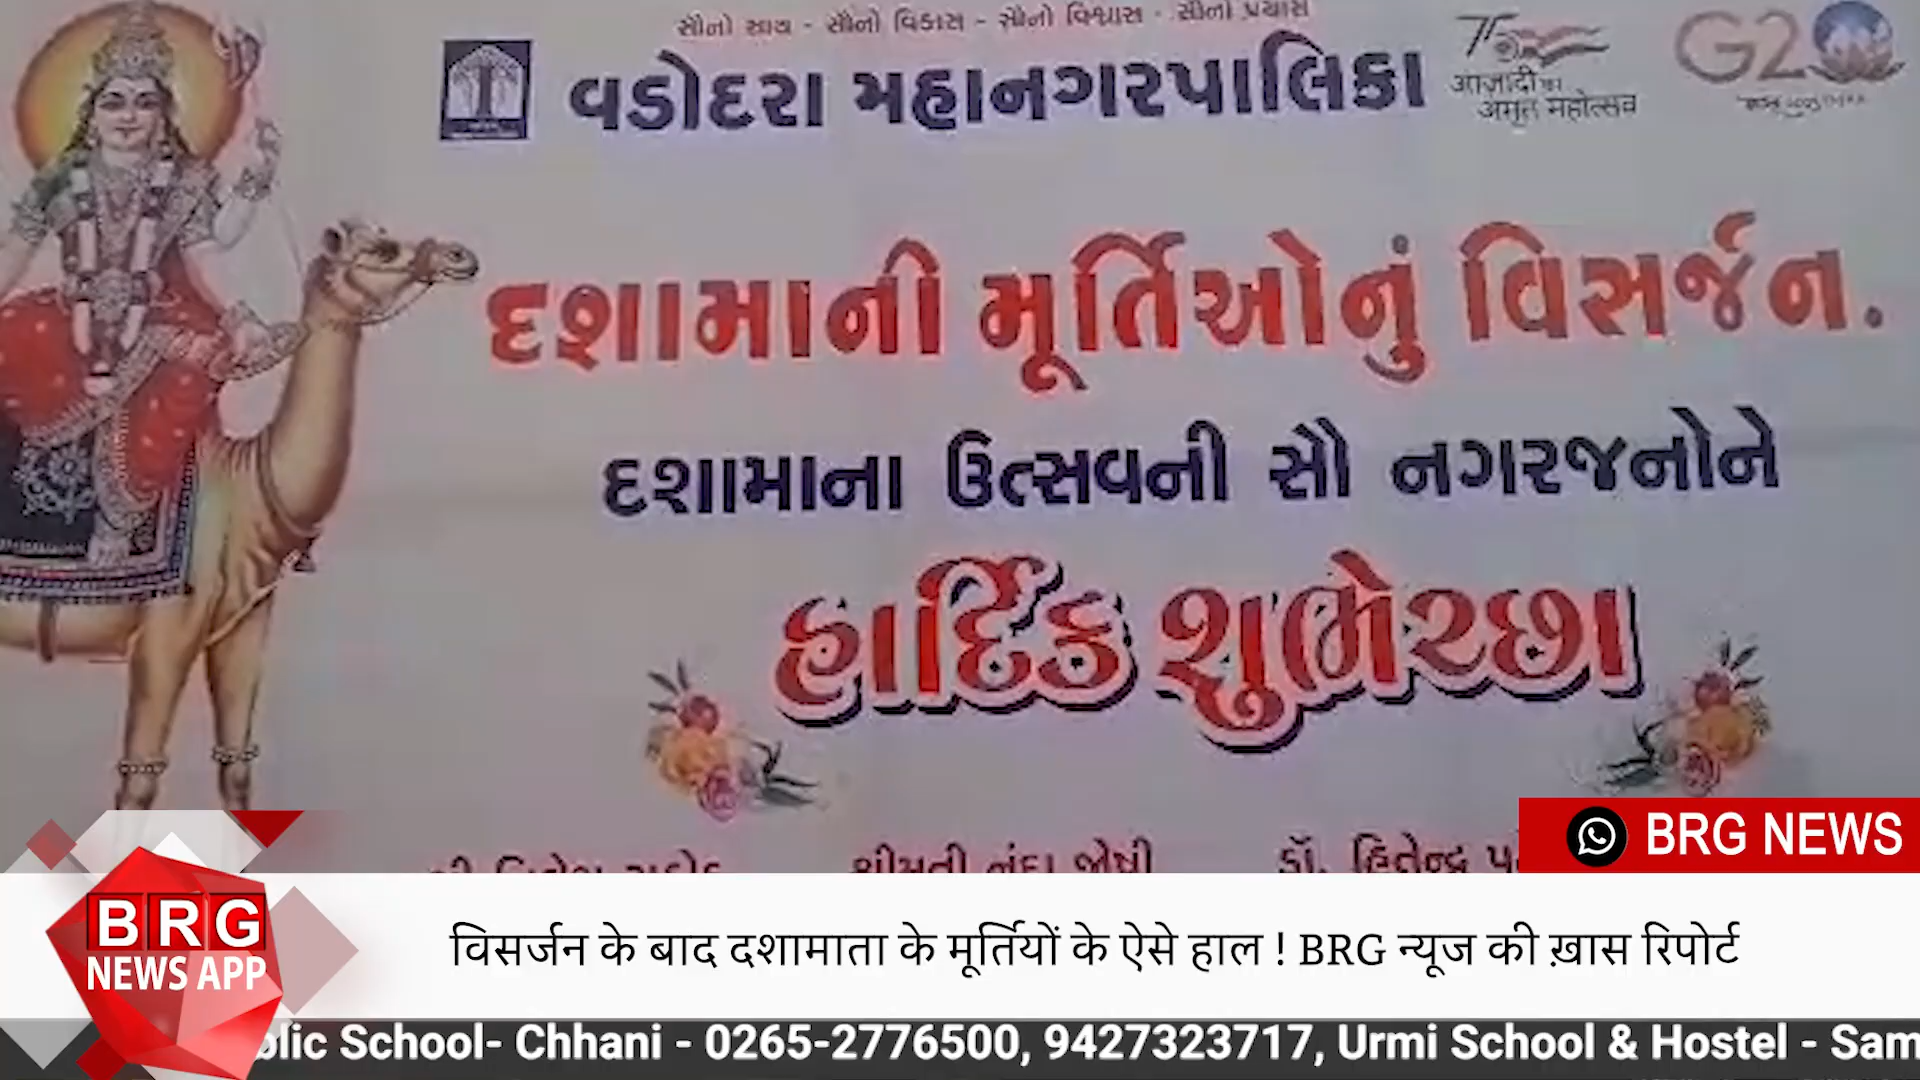 સૌનો સાથ - સૌનો વિકાસ - સૌનો વિશ્વાસ - સૌનો પ્રયાસ
વડોદરા મહાનગરપાલિકા
75
आज़ादी का
अमृत महोत्सव
G20
દશામાની મૂર્તિઓનું વિસર્જન.
દશામાના ઉત્સવની સૌ નગરજનોને
હાર્દિક શુભેચ્છા
શ્રીમતી નંદા જોષી
ડૉ. હિતેન્દ્ર
BRG NEWS
BRG
NEWS APP
विसर्जन के बाद दशामाता के मूर्तियों के ऐसे हाल ! BRG न्यूज की ख़ास रिपोर्ट
blic School- Chhani - 0265-2776500, 9427323717, Urmi School & Hostel - Sam